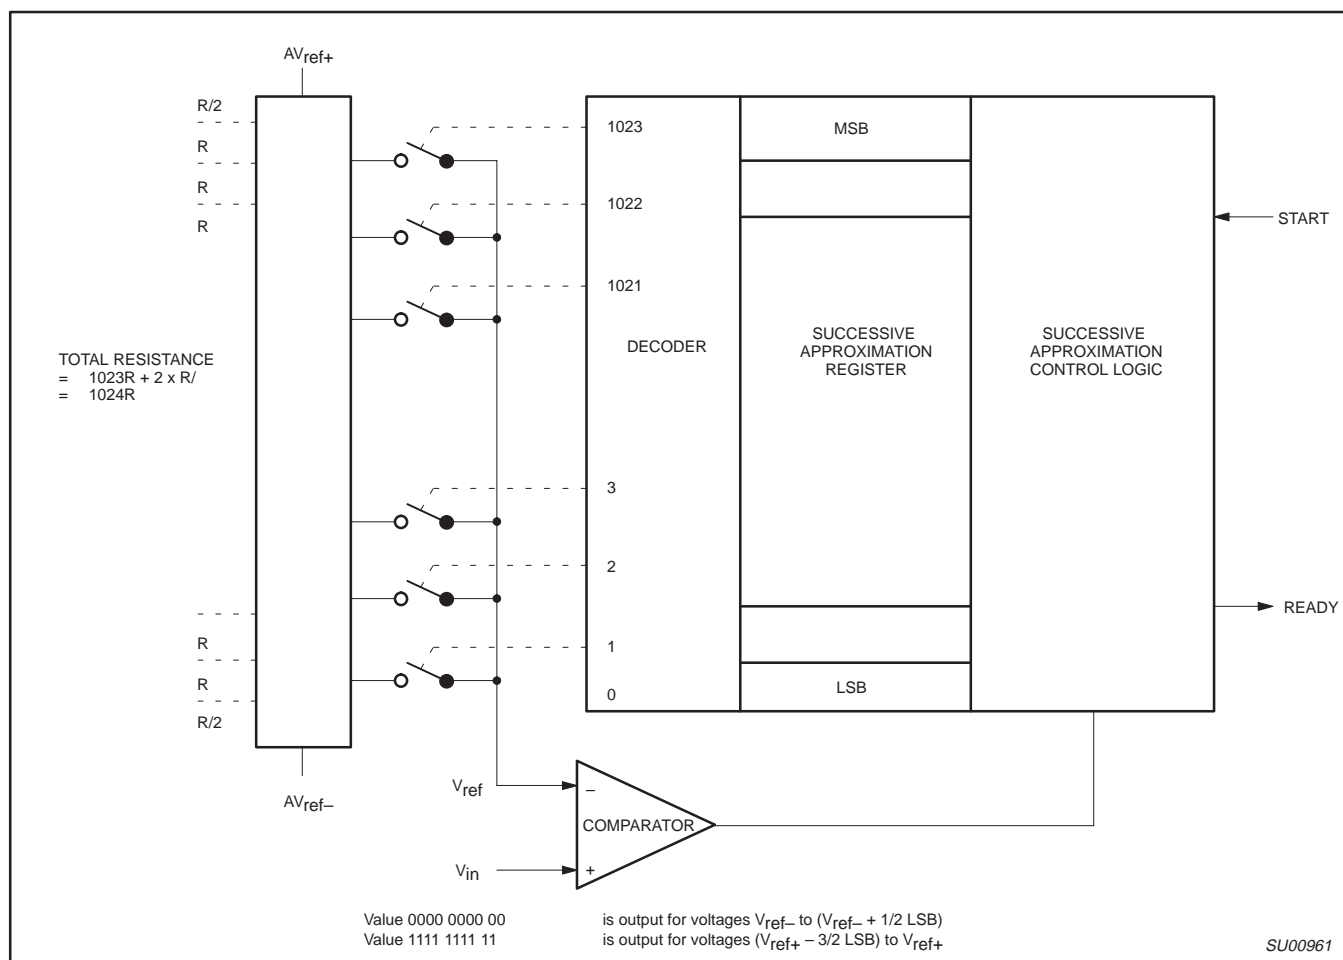 AVref+
R/2
R
R
R
1023
1022
1021
MSB
START
TOTAL RESISTANCE
= 1023R + 2 x R/
= 1024R
DECODER
SUCCESSIVE
APPROXIMATION
REGISTER
SUCCESSIVE
APPROXIMATION
CONTROL LOGIC
3
2
1
0
READY
LSB
R
R
R/2
AVref–
Vref
–
COMPARATOR
Vin
+
Value 0000 0000 00 is output for voltages Vref– to (Vref– + 1/2 LSB)
Value 1111 1111 11 is output for voltages (Vref+ – 3/2 LSB) to Vref+
SU00961